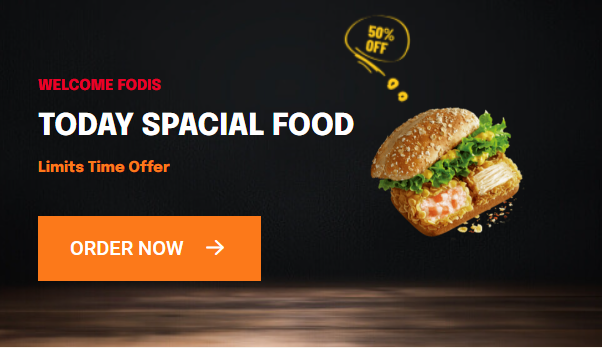 50%
OFF
WELCOME FODIS
TODAY SPACIAL FOOD
Limits Time Offer
ORDER NOW